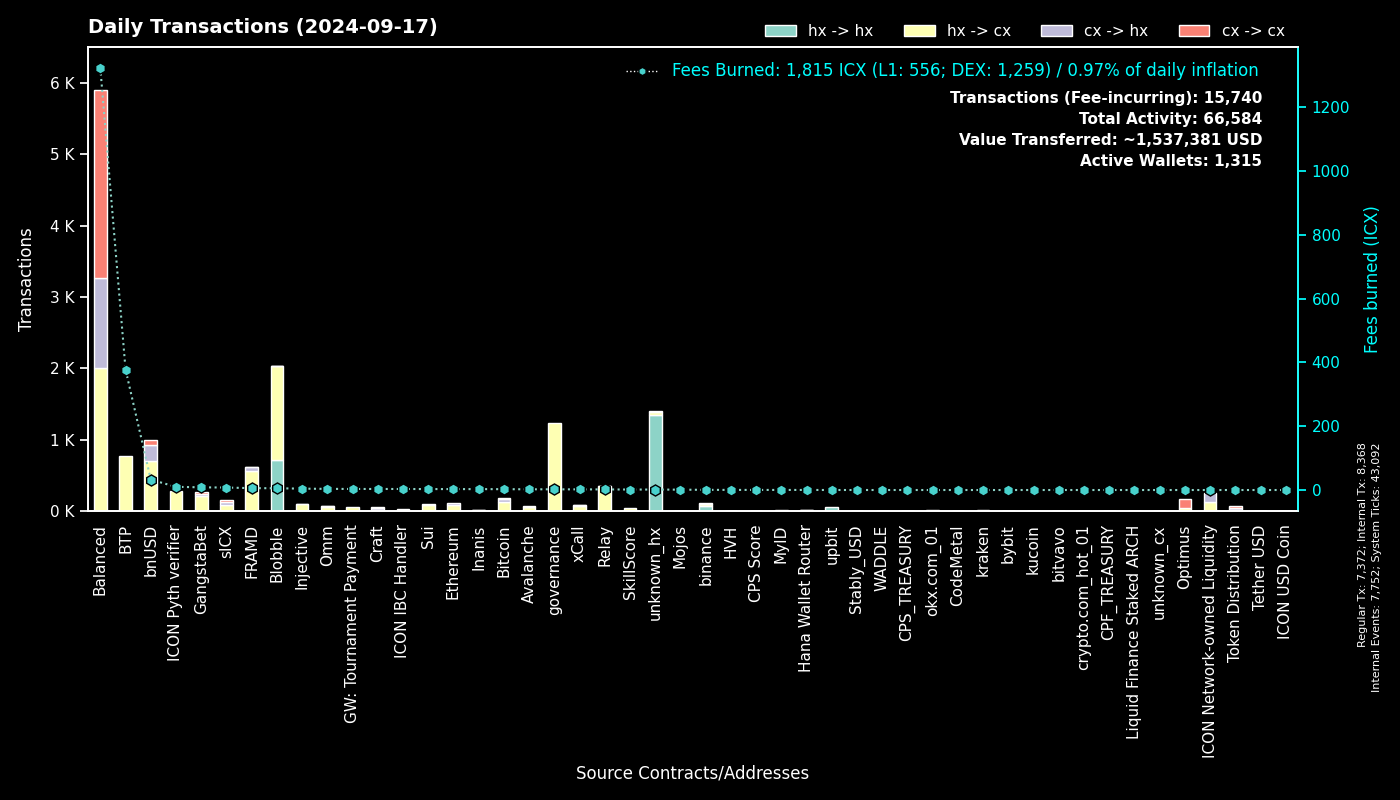 Daily Transactions (2024-09-17)
hx -> hx
hx -> cx
cx -> hx
cx -> cx
Fees Burned: 1,815 ICX (L1: 556; DEX: 1,259) / 0.97% of daily inflation
Transactions (Fee-incurring): 15,740
Total Activity: 66,584
Value Transferred: ~1,537,381 USD
Active Wallets: 1,315
Transactions
6 K
5 K
4 K
3 K
2 K
1 K
0 K
1200
1000
800
600
400
200
0
Fees burned (ICX)
Balanced
BTP
bnUSD
ICON Pyth verifier
GangstaBet
sICX
FRAMD
Blobble
Injective
Omm
GW: Tournament Payment
Craft
ICON IBC Handler
Sui
Ethereum
Inanis
Bitcoin
Avalanche
governance
xCall
Relay
SkillScore
unknown_hx
Mojos
binance
HVH
CPS Score
MyID
Hana Wallet Router
upbit
Stably_USD
WADDLE
CPS_TREASURY
okx.com_01
CodeMetal
kraken
bybit
kucoin
bitvavo
crypto.com_hot_01
CPF_TREASURY
Liquid Finance Staked ARCH
unknown_cx
Optimus
ICON Network-owned Liquidity
Token Distribution
Tether USD
ICON USD Coin
Source Contracts/Addresses
Regular Tx: 7,372; Internal Tx: 8,368
Internal Events: 7,752; System Ticks: 43,092